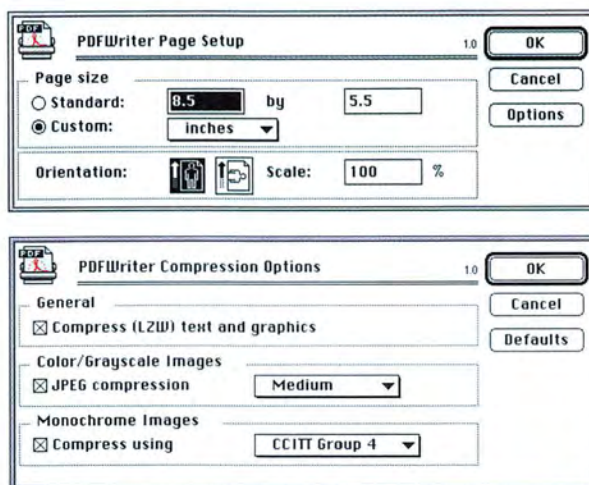 PDF
PDFWriter Page Setup 1.0 OK
Page size Cancel
Standard: 8.5 by 5.5 Options
Custom: inches
Orientation: Scale: 100 %
PDF
PDFWriter Compression Options 1.0 OK
General Cancel
Compress (LZW) text and graphics Defaults
Color/Grayscale Images
JPEG compression Medium
Monochrome Images
Compress using CCITT Group 4